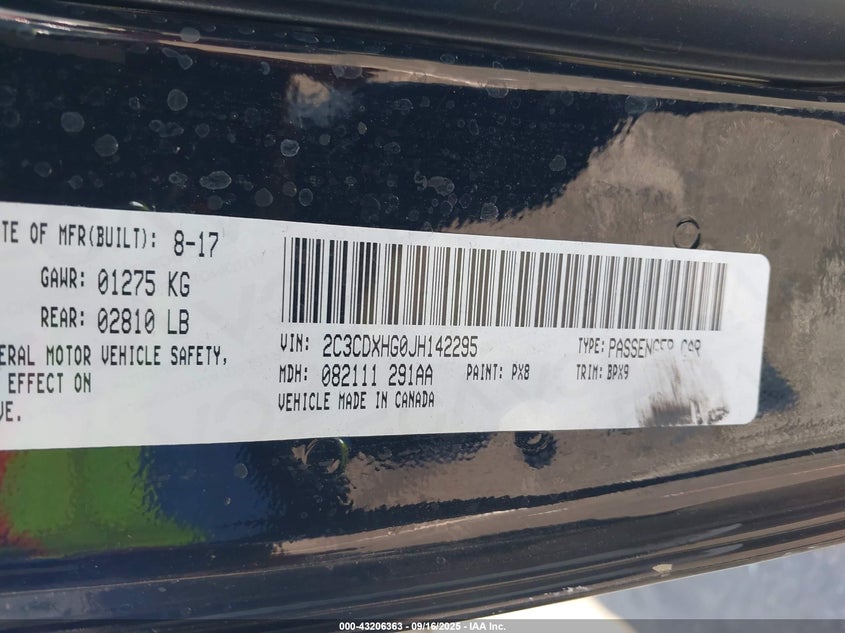 TE OF MFR(BUILT): 8-17
GAWR: 01275 KG
REAR: 02810 LB
ERAL MOTOR VEHICLE SAFETY,
EFFECT ON
VE.
VIN: 2C3CDXHG0JH142295 TYPE: PASSENGER CAR
MDH: 082111 291AA PAINT: PX8 TRIM: BPX9
VEHICLE MADE IN CANADA
000-43206363 - 09/16/2025 - IAA Inc.